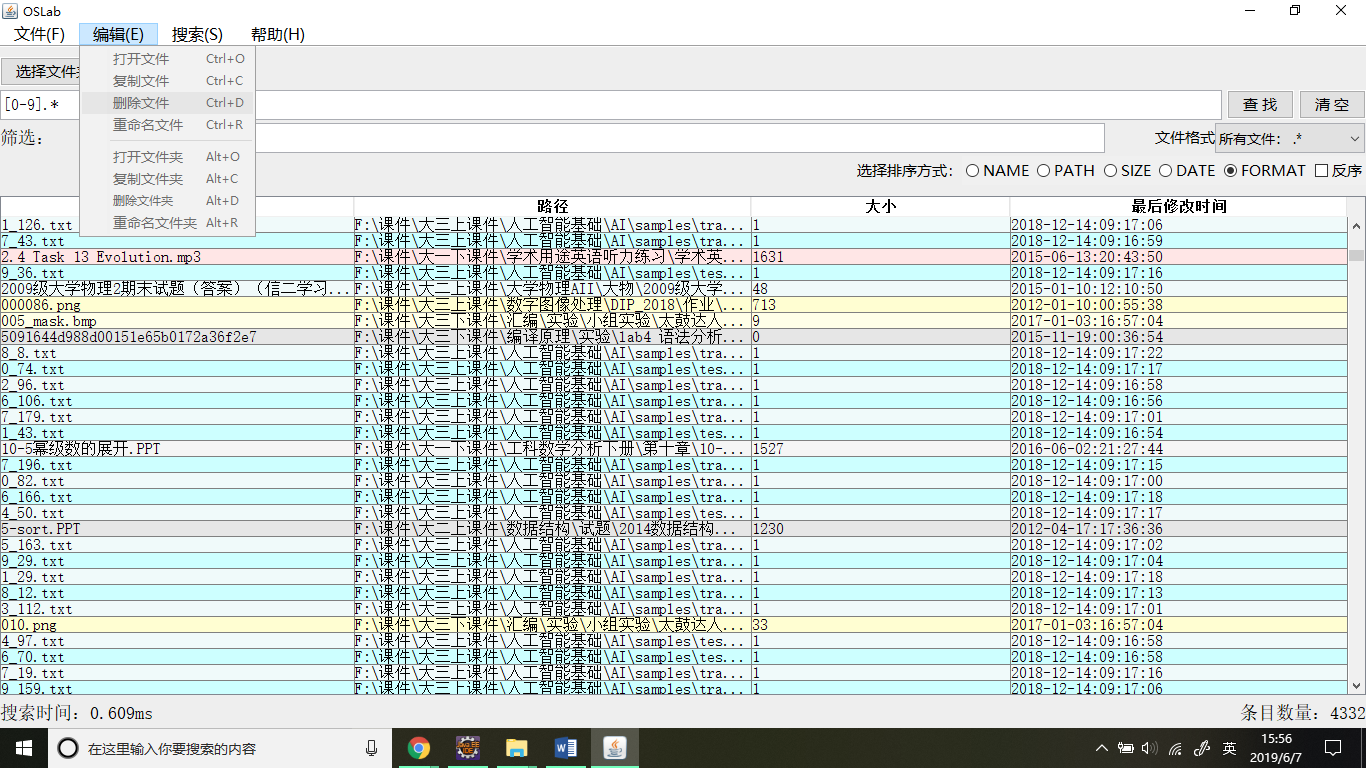 OSLab
文件(F) 编辑(E) 搜索(S) 帮助(H)
打开文件 Ctrl+O
复制文件 Ctrl+C
删除文件 Ctrl+D
重命名文件 Ctrl+R
打开文件夹 Alt+O
复制文件夹 Alt+C
删除文件夹 Alt+D
重命名文件夹 Alt+R
选择文件夹
[0-9].* 查 找 清 空
筛选： 文件格式 所有文件： .*
选择排序方式： NAME PATH SIZE DATE FORMAT 反序
路径 大小 最后修改时间
1_126.txt F:\课件\大三上课件\人工智能基础\AI\samples\tra... 1 2018-12-14:09:17:06
7_43.txt F:\课件\大三上课件\人工智能基础\AI\samples\tra... 1 2018-12-14:09:16:59
2.4 Task 13 Evolution.mp3 F:\课件\大一下课件\学术用途英语听力练习\学术英... 1631 2015-06-13:20:43:50
9_36.txt F:\课件\大三上课件\人工智能基础\AI\samples\tes... 1 2018-12-14:09:17:16
2009级大学物理2期末试题（答案）（信二学习... F:\课件\大二上课件\大学物理AII\大物\2009级大学... 48 2015-01-10:12:10:50
000086.png F:\课件\大三上课件\数字图像处理\DIP_2018\作业\... 713 2012-01-10:00:55:38
005_mask.bmp F:\课件\大三下课件\汇编\实验\小组实验\太鼓达人... 9 2017-01-03:16:57:04
5091644d988d00151e65b0172a36f2e7 F:\课件\大三下课件\编译原理\实验\lab4 语法分析... 0 2015-11-19:00:36:54
8_8.txt F:\课件\大三上课件\人工智能基础\AI\samples\tra... 1 2018-12-14:09:17:22
0_74.txt F:\课件\大三上课件\人工智能基础\AI\samples\tes... 1 2018-12-14:09:17:17
2_96.txt F:\课件\大三上课件\人工智能基础\AI\samples\tra... 1 2018-12-14:09:16:58
6_106.txt F:\课件\大三上课件\人工智能基础\AI\samples\tra... 1 2018-12-14:09:16:56
7_179.txt F:\课件\大三上课件\人工智能基础\AI\samples\tra... 1 2018-12-14:09:17:01
1_43.txt F:\课件\大三上课件\人工智能基础\AI\samples\tes... 1 2018-12-14:09:16:54
10-5幂级数的展开.PPT F:\课件\大一下课件\工科数学分析下册\第十章\10-... 1527 2016-06-02:21:27:44
7_196.txt F:\课件\大三上课件\人工智能基础\AI\samples\tra... 1 2018-12-14:09:17:15
0_82.txt F:\课件\大三上课件\人工智能基础\AI\samples\tra... 1 2018-12-14:09:17:00
6_166.txt F:\课件\大三上课件\人工智能基础\AI\samples\tra... 1 2018-12-14:09:17:18
4_50.txt F:\课件\大三上课件\人工智能基础\AI\samples\tes... 1 2018-12-14:09:17:17
5-sort.PPT F:\课件\大二上课件\数据结构\试题\2014数据结构... 1230 2012-04-17:17:36:36
5_163.txt F:\课件\大三上课件\人工智能基础\AI\samples\tra... 1 2018-12-14:09:17:02
9_29.txt F:\课件\大三上课件\人工智能基础\AI\samples\tra... 1 2018-12-14:09:17:04
1_29.txt F:\课件\大三上课件\人工智能基础\AI\samples\tra... 1 2018-12-14:09:17:18
8_12.txt F:\课件\大三上课件\人工智能基础\AI\samples\tra... 1 2018-12-14:09:17:13
3_112.txt F:\课件\大三上课件\人工智能基础\AI\samples\tra... 1 2018-12-14:09:17:01
010.png F:\课件\大三下课件\汇编\实验\小组实验\太鼓达人... 33 2017-01-03:16:57:04
4_97.txt F:\课件\大三上课件\人工智能基础\AI\samples\tes... 1 2018-12-14:09:16:58
6_70.txt F:\课件\大三上课件\人工智能基础\AI\samples\tes... 1 2018-12-14:09:16:58
7_19.txt F:\课件\大三上课件\人工智能基础\AI\samples\tra... 1 2018-12-14:09:17:16
9_159.txt F:\课件\大三上课件\人工智能基础\AI\samples\tra... 1 2018-12-14:09:17:06
搜索时间：0.609ms 条目数量：4332
在这里输入你要搜索的内容 英 15:56
2019/6/7